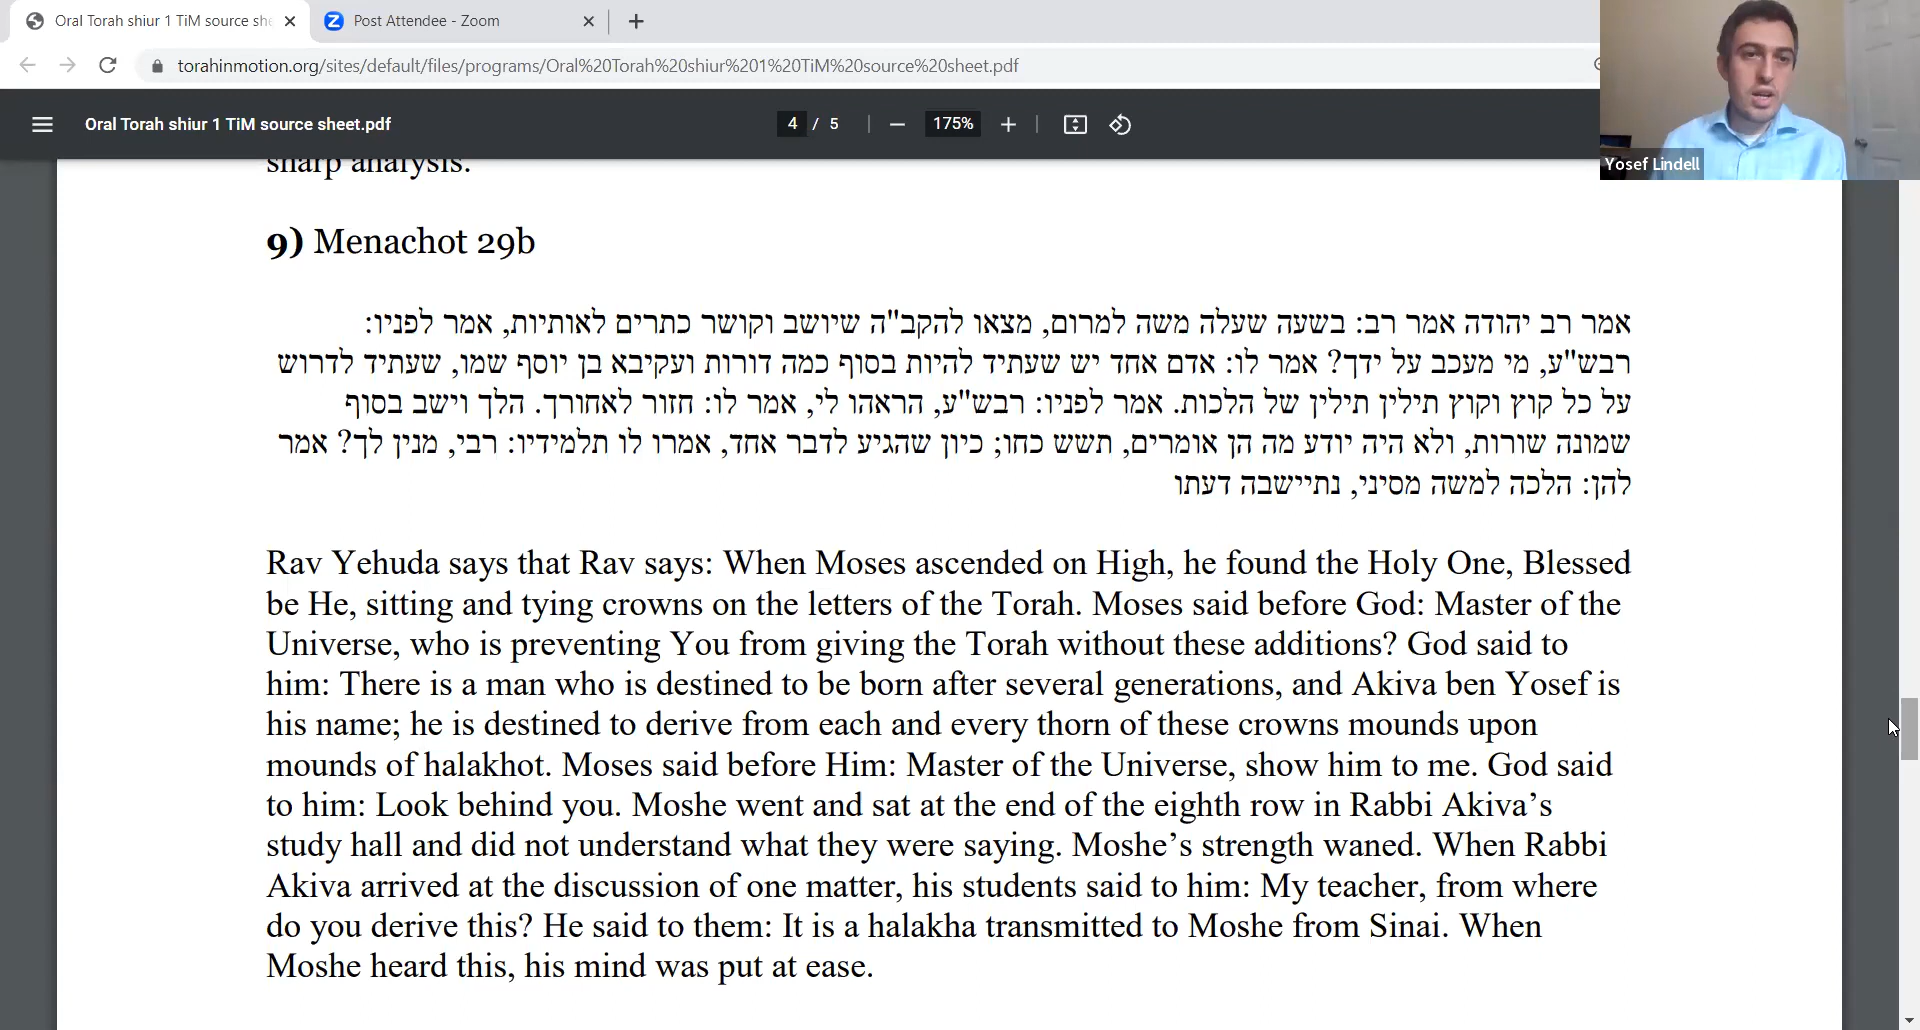 Oral Torah shiur 1 TiM source she
Post Attendee - Zoom
torahinmotion.org/sites/default/files/programs/Oral%20Torah%20shiur%201%20TiM%20source%20sheet.pdf
Oral Torah shiur 1 TiM source sheet.pdf
4 / 5
175%
Yosef Lindell
sharp analysis.
9) Menachot 29b
אמר רב יהודה אמר רב: בשעה שעלה משה למרום, מצאו להקב"ה שיושב וקושר כתרים לאותיות, אמר לפניו:
רבש"ע, מי מעכב על ידך? אמר לו: אדם אחד יש שעתיד להיות בסוף כמה דורות ועקיבא בן יוסף שמו, שעתיד לדרוש
על כל קוץ וקוץ תילין תילין של הלכות. אמר לפניו: רבש"ע, הראהו לי, אמר לו: חזור לאחורך. הלך וישב בסוף
שמונה שורות, ולא היה יודע מה הן אומרים, תשש כחו; כיון שהגיע לדבר אחד, אמרו לו תלמידיו: רבי, מנין לך? אמר
להן: הלכה למשה מסיני, נתיישבה דעתו
Rav Yehuda says that Rav says: When Moses ascended on High, he found the Holy One, Blessed
be He, sitting and tying crowns on the letters of the Torah. Moses said before God: Master of the
Universe, who is preventing You from giving the Torah without these additions? God said to
him: There is a man who is destined to be born after several generations, and Akiva ben Yosef is
his name; he is destined to derive from each and every thorn of these crowns mounds upon
mounds of halakhot. Moses said before Him: Master of the Universe, show him to me. God said
to him: Look behind you. Moshe went and sat at the end of the eighth row in Rabbi Akiva’s
study hall and did not understand what they were saying. Moshe’s strength waned. When Rabbi
Akiva arrived at the discussion of one matter, his students said to him: My teacher, from where
do you derive this? He said to them: It is a halakha transmitted to Moshe from Sinai. When
Moshe heard this, his mind was put at ease.